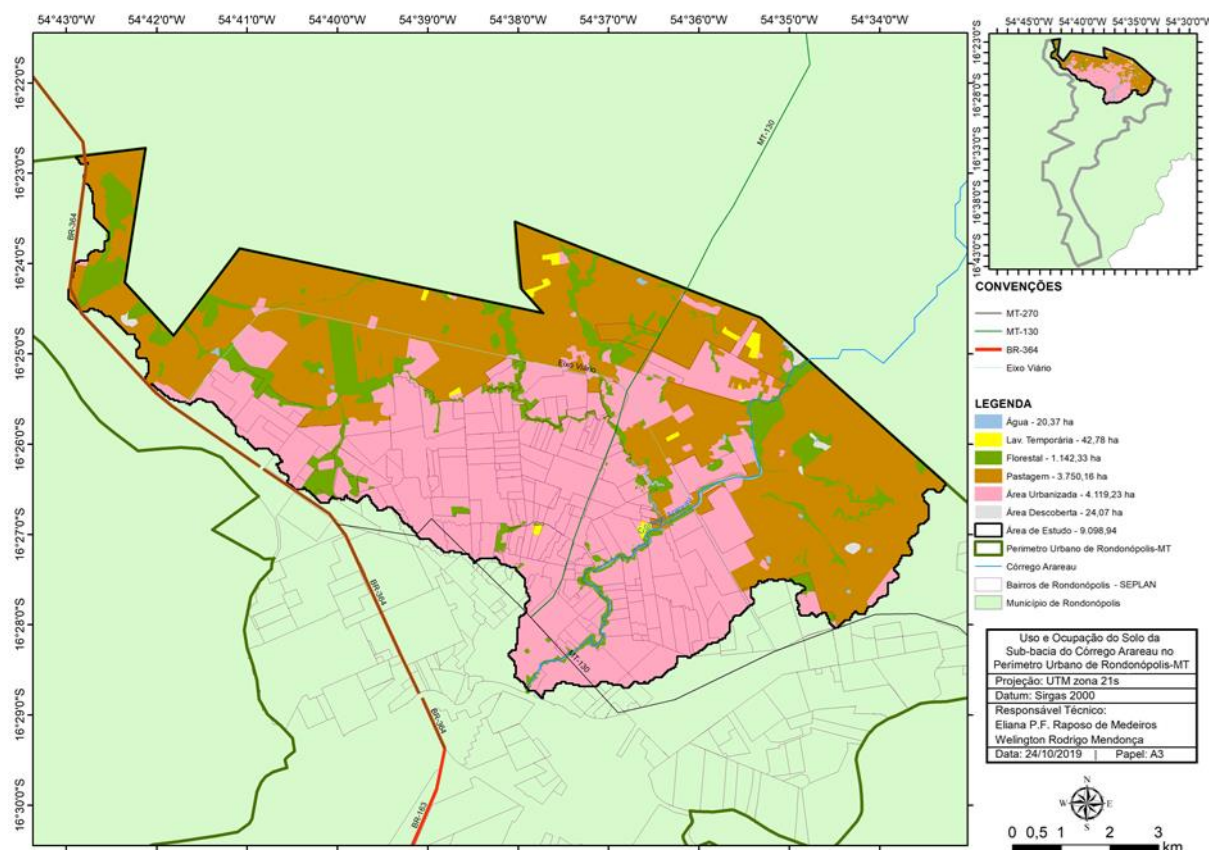 54°43'0"W 54°42'0"W 54°41'0"W 54°40'0"W 54°39'0"W 54°38'0"W 54°37'0"W 54°36'0"W 54°35'0"W 54°34'0"W
16°22'0"S
16°23'0"S
16°24'0"S
16°25'0"S
16°26'0"S
16°27'0"S
16°28'0"S
16°29'0"S
16°30'0"S
MT-130
BR-364
Eixo Viário
BR-364
MT-130
BR-364
BR-163
54°45'0"W 54°40'0"W 54°35'0"W 54°30'0"W
16°23'0"S
16°28'0"S
16°33'0"S
16°38'0"S
16°43'0"S
CONVENÇÕES
MT-270
MT-130
BR-364
Eixo Viário
LEGENDA
Água - 20,37 ha
Lav. Temporária - 42,78 ha
Florestal - 1.142,33 ha
Pastagem - 3.750,16 ha
Área Urbanizada - 4.119,23 ha
Área Descoberta - 24,07 ha
Área de Estudo - 9.098,94
Perimetro Urbano de Rondonópolis-MT
Córrego Arareau
Bairros de Rondonópolis - SEPLAN
Município de Rondonópolis
Uso e Ocupação do Solo da
Sub-bacia do Córrego Arareau no
Perímetro Urbano de Rondonópolis-MT
Projeção: UTM zona 21s
Datum: Sirgas 2000
Responsável Técnico:
Eliana P.F. Raposo de Medeiros
Welington Rodrigo Mendonça
Data: 24/10/2019 | Papel: A3
N
W E
S
0 0,5 1 2 3
km